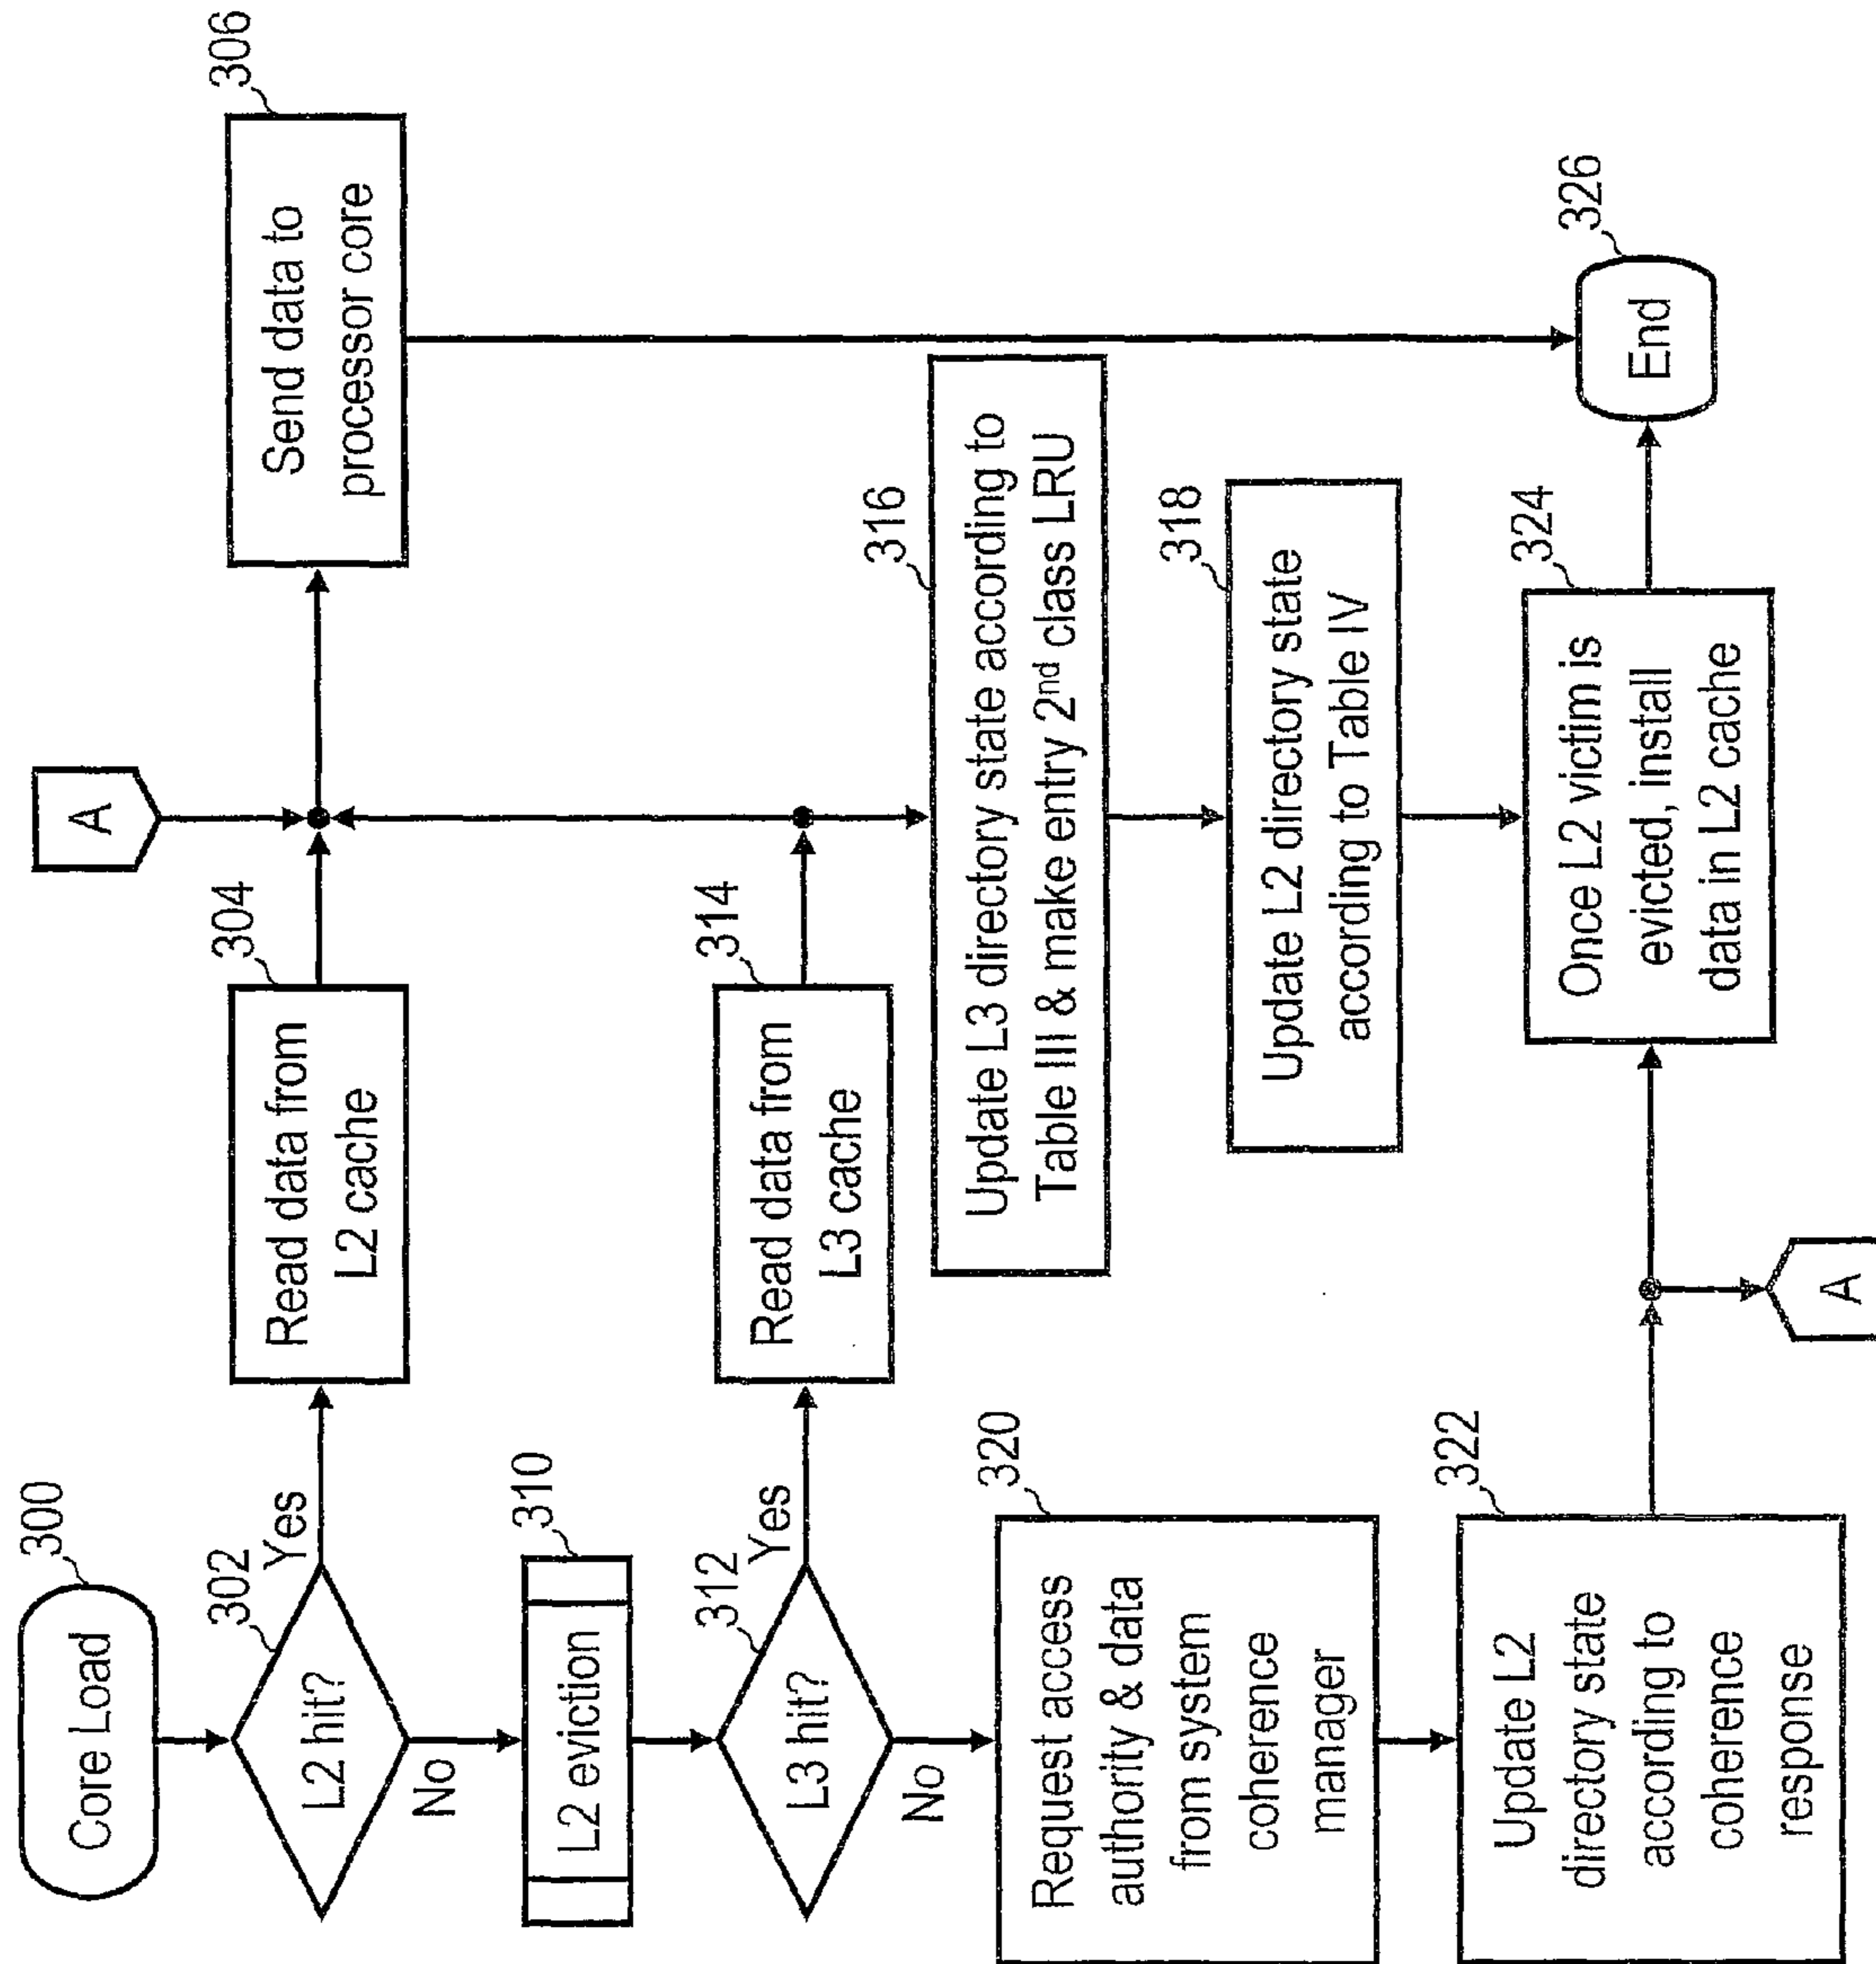 Core Load
300
302
L2 hit?
Yes
No
304
Read data from
L2 cache
A
306
Send data to
processor core
310
L2 eviction
312
L3 hit?
Yes
No
314
Read data from
L3 cache
316
Update L3 directory state according to
Table III & make entry 2nd class LRU
318
Update L2 directory state
according to Table IV
320
Request access
authority & data
from system
coherence
manager
322
Update L2
directory state
according to
coherence
response
A
324
Once L2 victim is
evicted, install
data in L2 cache
326
End